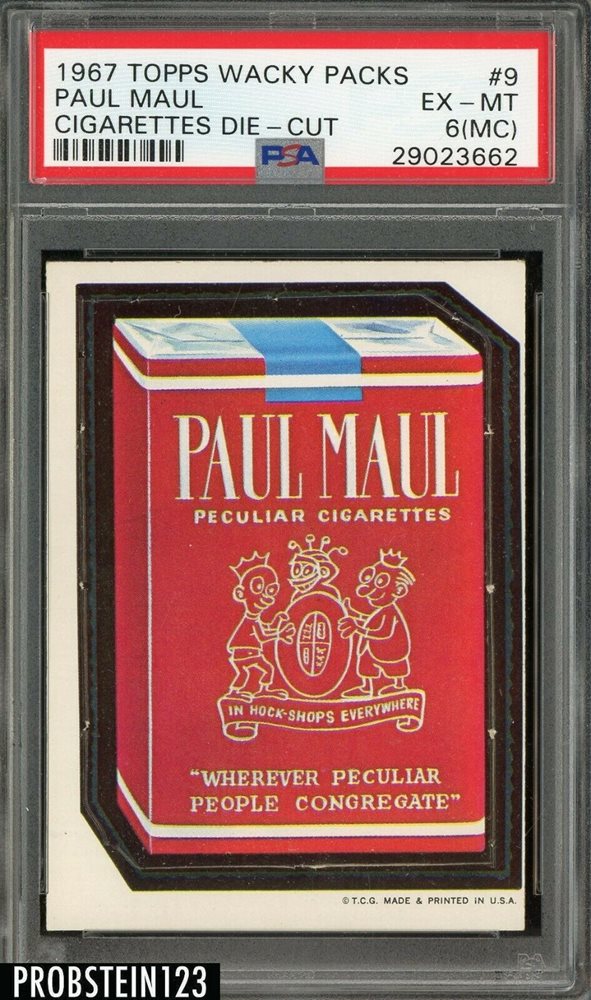 1967 TOPPS WACKY PACKS #9
PAUL MAUL EX - MT
CIGARETTES DIE-CUT 6(MC)
PSA 29023662
PAUL MAUL
PECULIAR CIGARETTES
IN HOCK-SHOPS EVERYWHERE
"WHEREVER PECULIAR
PEOPLE CONGREGATE"
© T.C.G. MADE & PRINTED IN U.S.A.
PSA
PROBSTEIN123